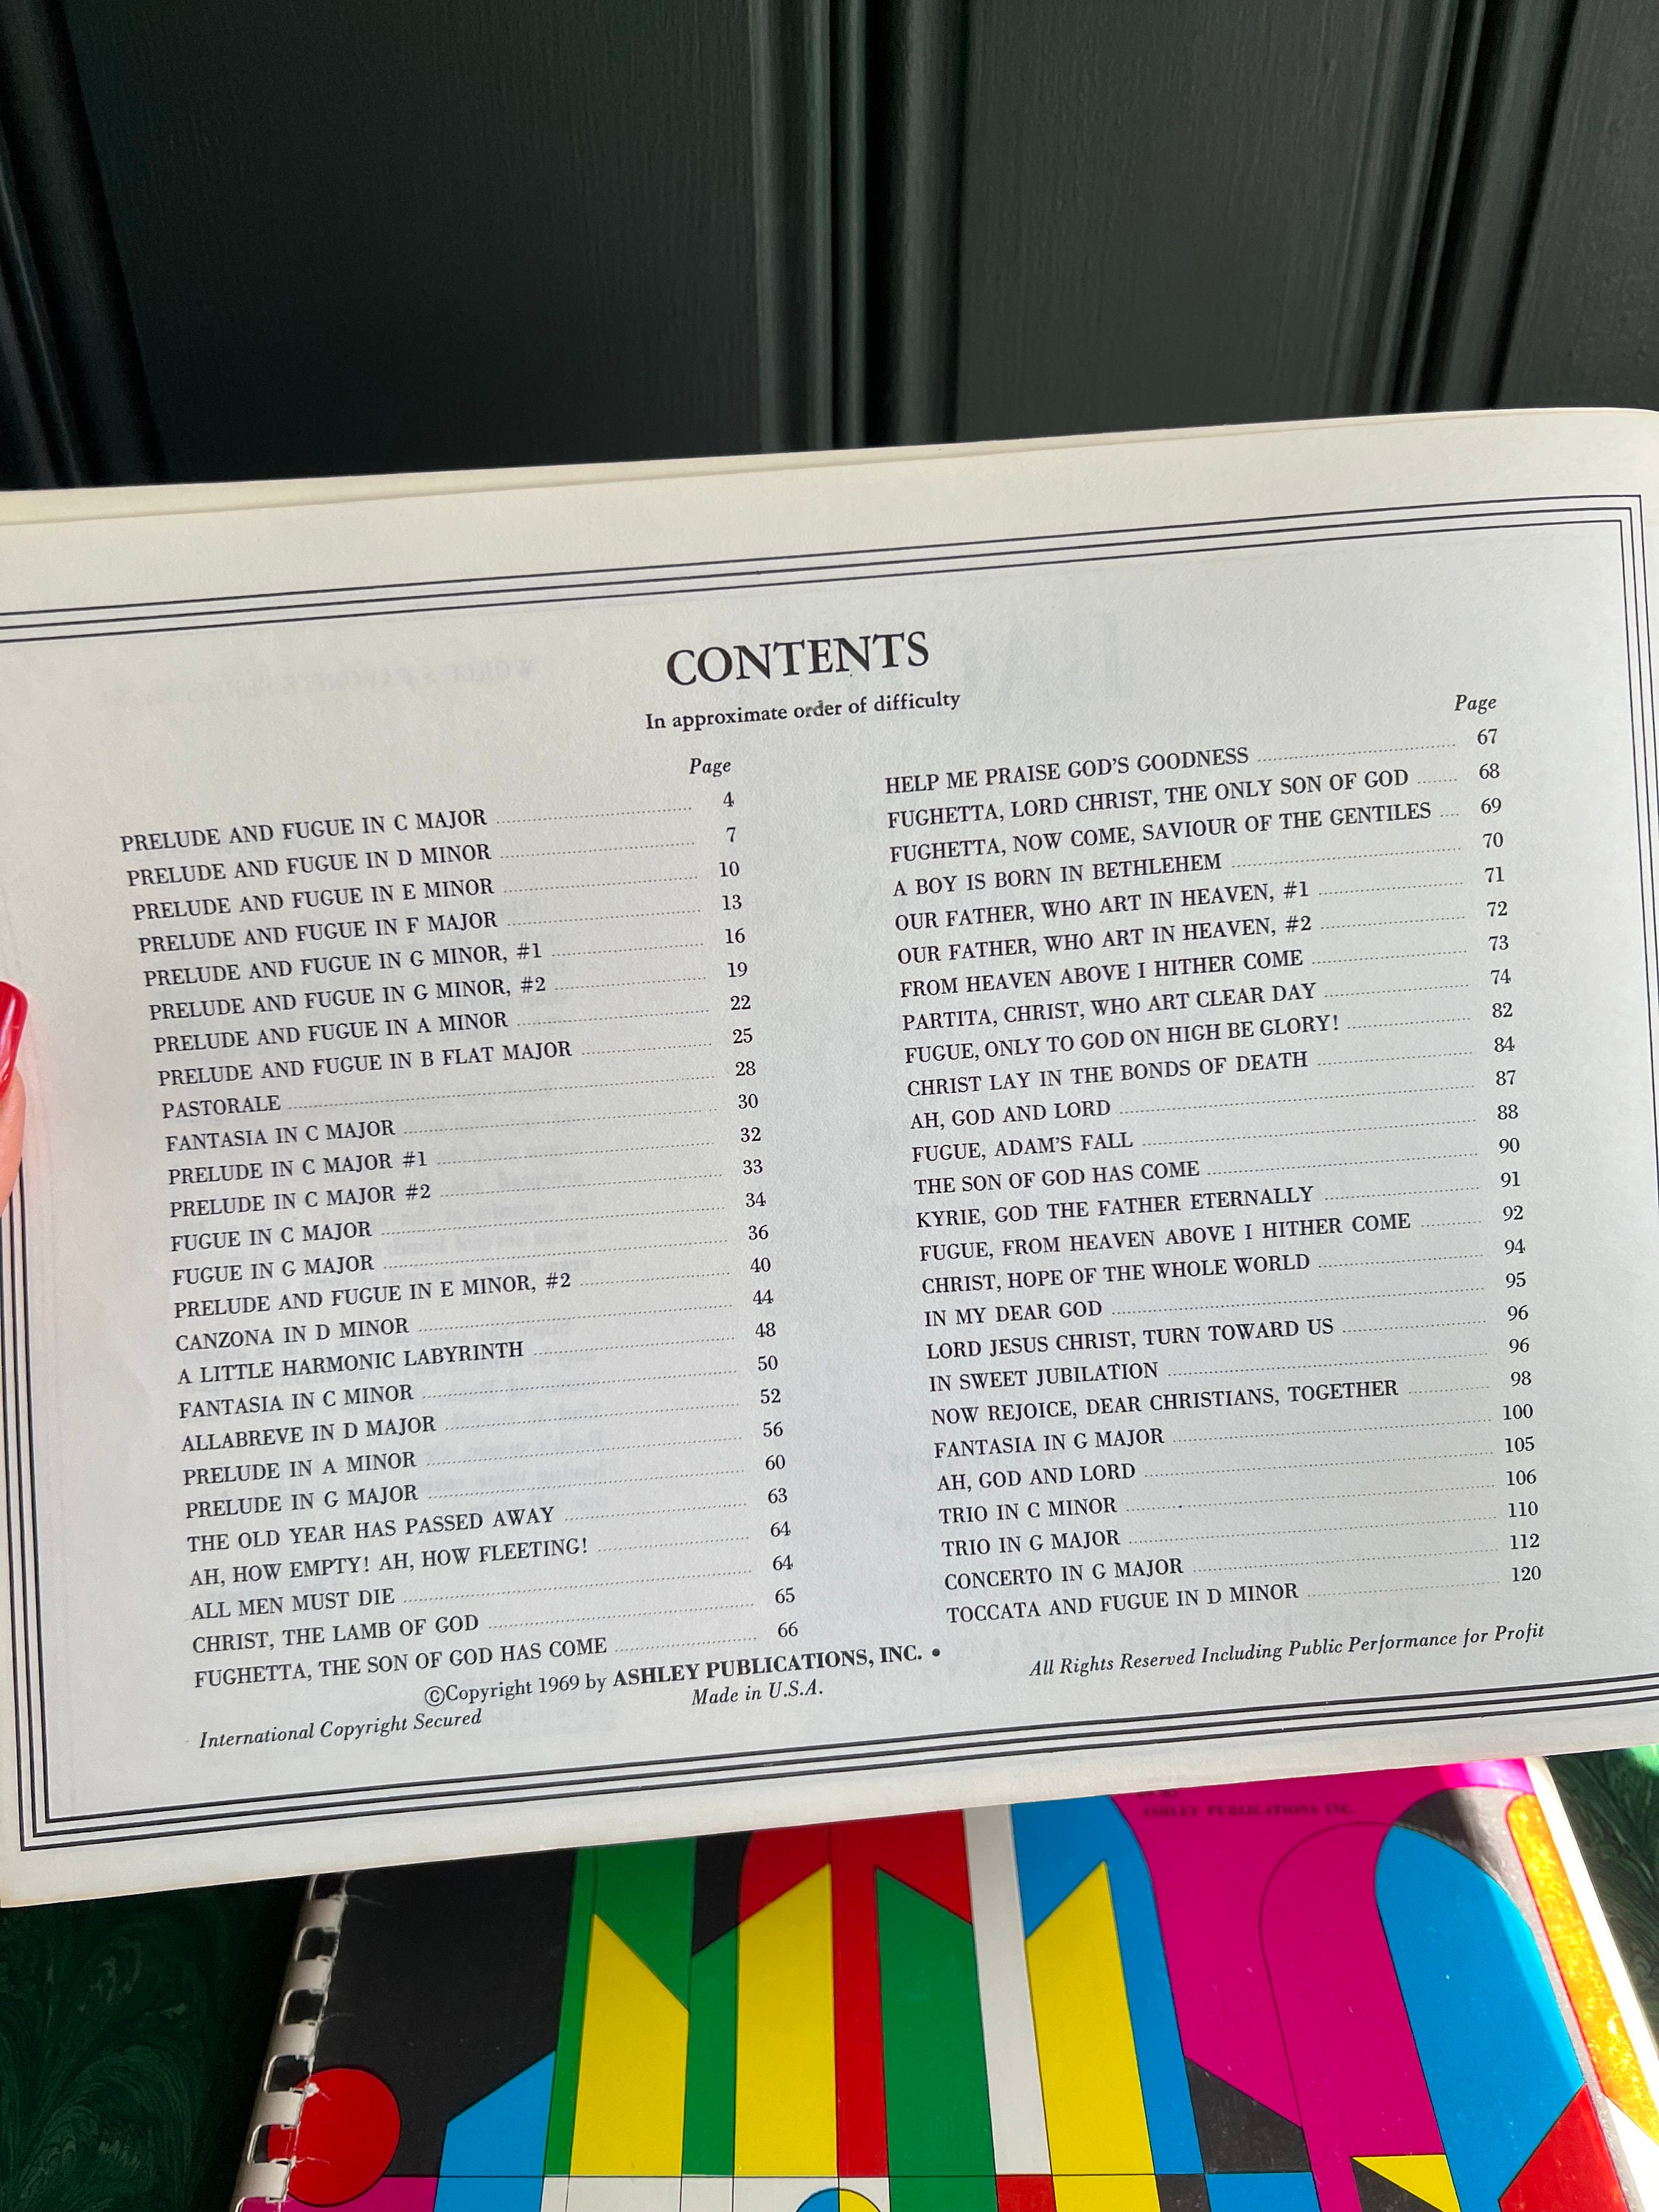 CONTENTS
In approximate order of difficulty
Page
PRELUDE AND FUGUE IN C MAJOR 4
PRELUDE AND FUGUE IN D MINOR 7
PRELUDE AND FUGUE IN E MINOR 10
PRELUDE AND FUGUE IN F MAJOR 13
PRELUDE AND FUGUE IN G MINOR, #1 16
PRELUDE AND FUGUE IN G MINOR, #2 19
PRELUDE AND FUGUE IN A MINOR 22
PRELUDE AND FUGUE IN B FLAT MAJOR 25
PASTORALE 28
FANTASIA IN C MAJOR 30
PRELUDE IN C MAJOR #1 32
PRELUDE IN C MAJOR #2 33
FUGUE IN C MAJOR 34
FUGUE IN G MAJOR 36
PRELUDE AND FUGUE IN E MINOR, #2 40
CANZONA IN D MINOR 44
A LITTLE HARMONIC LABYRINTH 48
FANTASIA IN C MINOR 50
ALLABREVE IN D MAJOR 52
PRELUDE IN A MINOR 56
PRELUDE IN G MAJOR 60
THE OLD YEAR HAS PASSED AWAY 63
AH, HOW EMPTY! AH, HOW FLEETING! 64
ALL MEN MUST DIE 64
CHRIST, THE LAMB OF GOD 65
FUGHETTA, THE SON OF GOD HAS COME 66
Page
HELP ME PRAISE GOD'S GOODNESS 67
FUGHETTA, LORD CHRIST, THE ONLY SON OF GOD 68
FUGHETTA, NOW COME, SAVIOUR OF THE GENTILES 69
A BOY IS BORN IN BETHLEHEM 70
OUR FATHER, WHO ART IN HEAVEN, #1 71
OUR FATHER, WHO ART IN HEAVEN, #2 72
FROM HEAVEN ABOVE I HITHER COME 73
PARTITA, CHRIST, WHO ART CLEAR DAY 74
FUGUE, ONLY TO GOD ON HIGH BE GLORY! 82
CHRIST LAY IN THE BONDS OF DEATH 84
AH, GOD AND LORD 87
FUGUE, ADAM'S FALL 88
THE SON OF GOD HAS COME 90
KYRIE, GOD THE FATHER ETERNALLY 91
FUGUE, FROM HEAVEN ABOVE I HITHER COME 92
CHRIST, HOPE OF THE WHOLE WORLD 94
IN MY DEAR GOD 95
LORD JESUS CHRIST, TURN TOWARD US 96
IN SWEET JUBILATION 96
NOW REJOICE, DEAR CHRISTIANS, TOGETHER 98
FANTASIA IN G MAJOR 100
AH, GOD AND LORD 105
TRIO IN C MINOR 106
TRIO IN G MAJOR 110
CONCERTO IN G MAJOR 112
TOCCATA AND FUGUE IN D MINOR 120
©Copyright 1969 by ASHLEY PUBLICATIONS, INC. •
International Copyright Secured
Made in U.S.A.
All Rights Reserved Including Public Performance for Profit
ASHLEY PUBLICATIONS INC.